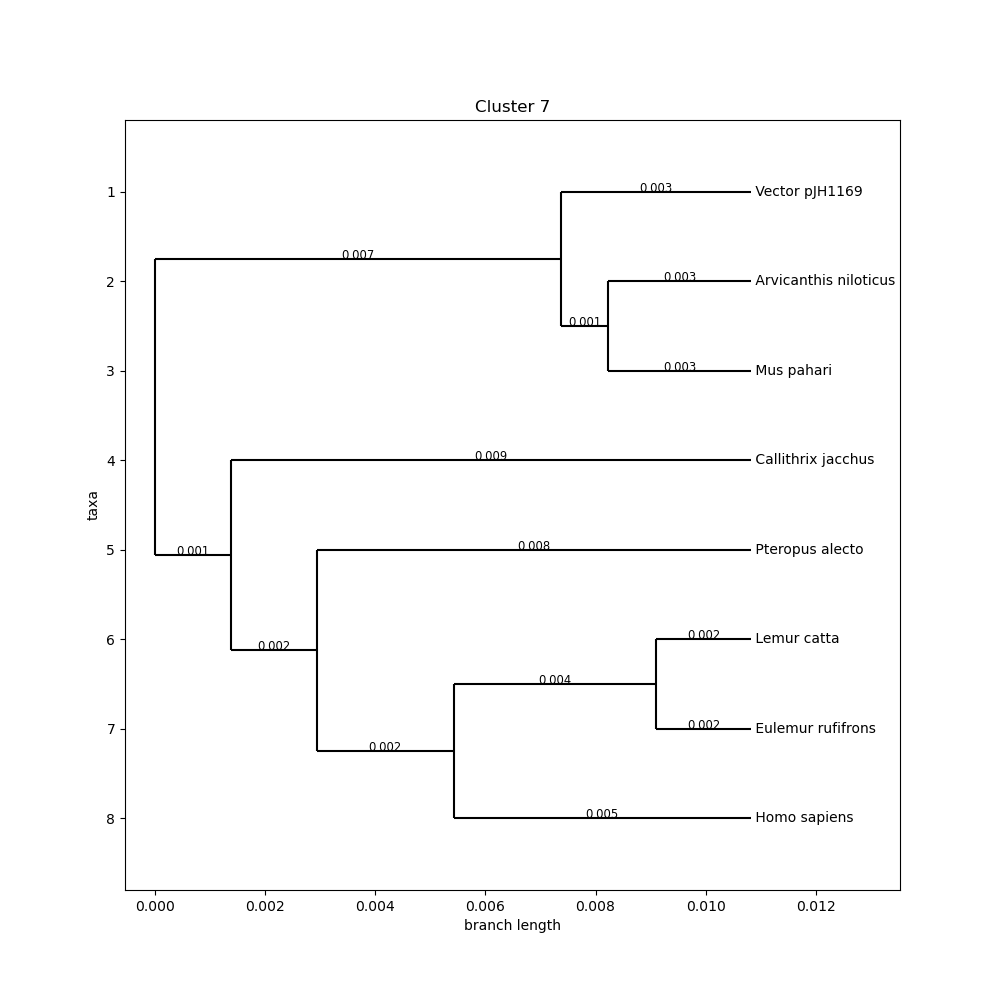 Cluster 7
1
0.003
Vector pJH1169
0.007
2
0.003
Arvicanthis niloticus
0.001
3
0.003
Mus pahari
4
0.009
Callithrix jacchus
taxa
5
0.001
0.008
Pteropus alecto
6
0.002
0.002
Lemur catta
0.004
7
0.002
0.002
Eulemur rufifrons
8
0.005
Homo sapiens
0.000 0.002 0.004 0.006 0.008 0.010 0.012
branch length